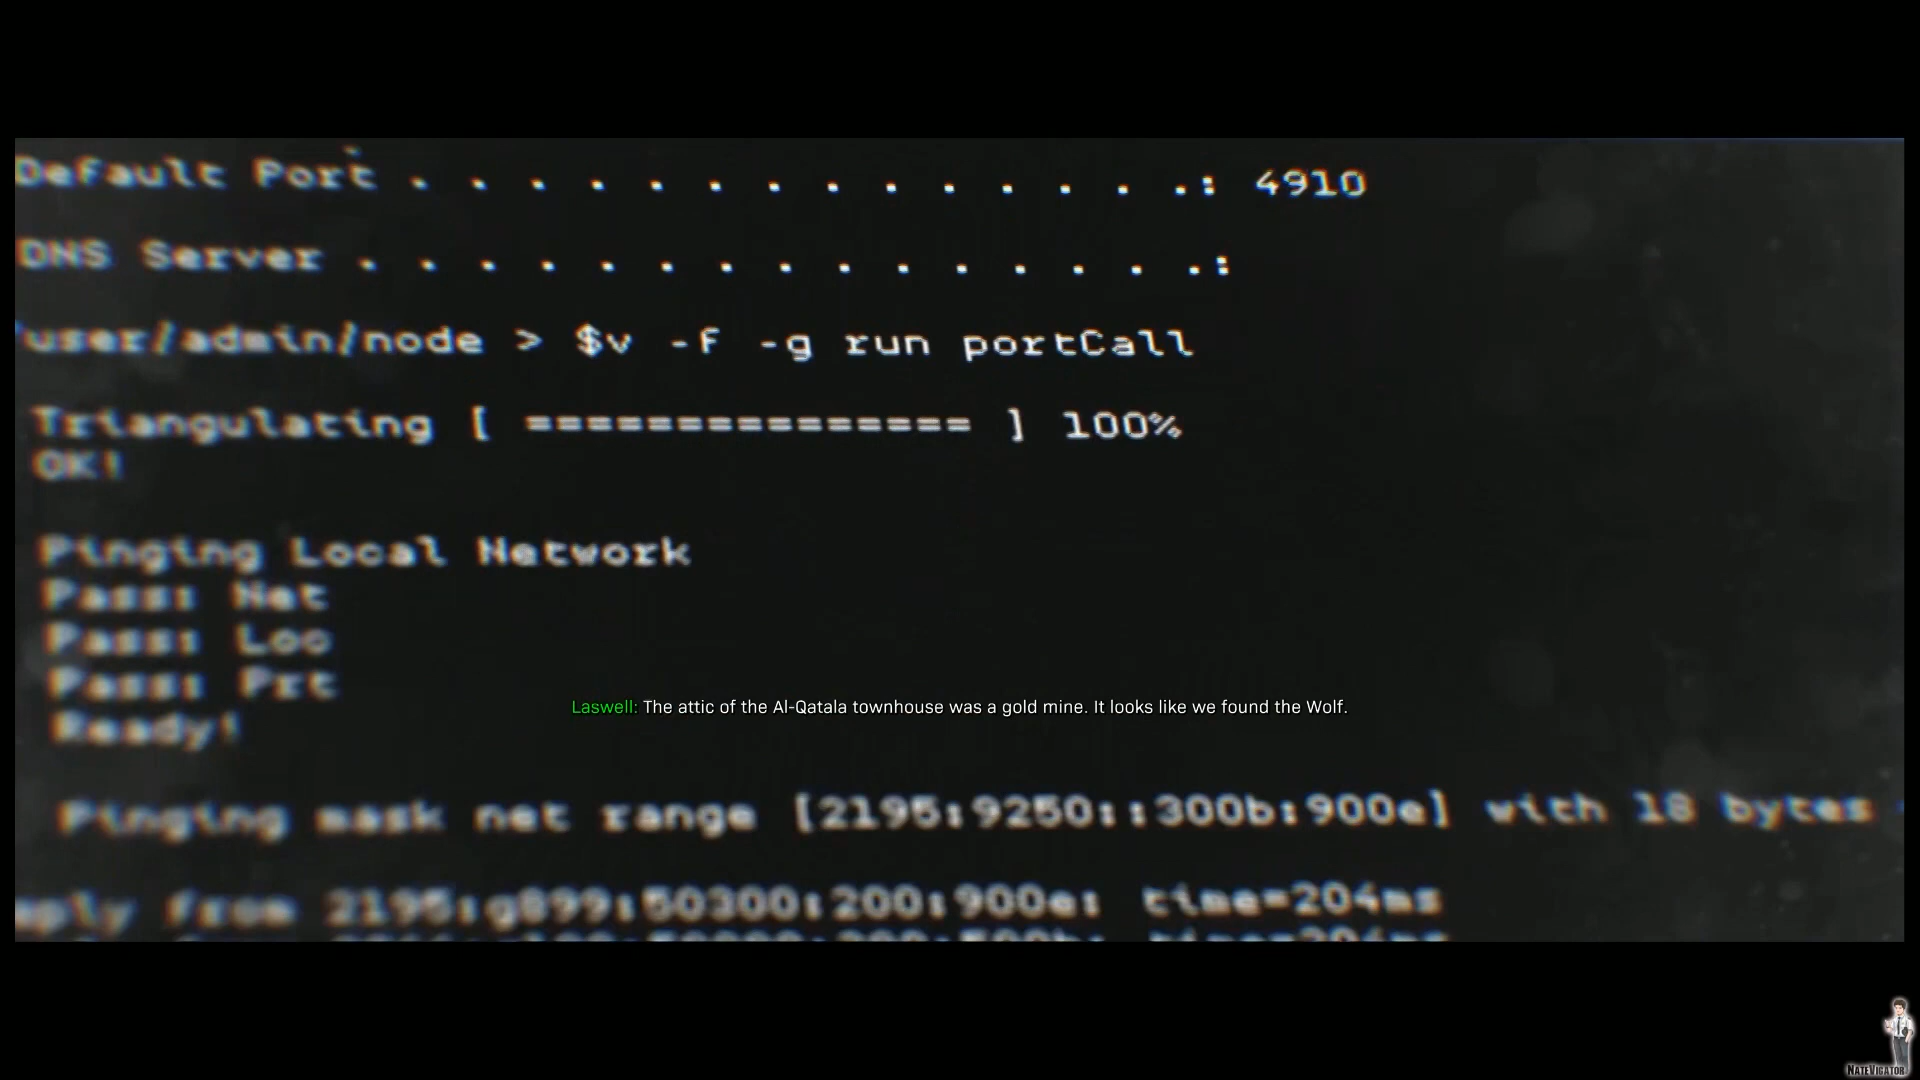 Default Port . . . . . . . . . . . . . .: 4910
DNS Server . . . . . . . . . . . . . . .:
/user/admin/node > $v -f -g run portCall
Triangulating [ =============== ] 100%
OK!
Pinging Local Network
Pass: Net
Pass: Loc
Pass: Prt
Ready!
Laswell: The attic of the Al-Qatala townhouse was a gold mine. It looks like we found the Wolf.
Pinging mask net range [2195:9250::300b:900e] with 18 bytes
eply from 2195:g899:50300:200:900e: time=204ms
NateVigator